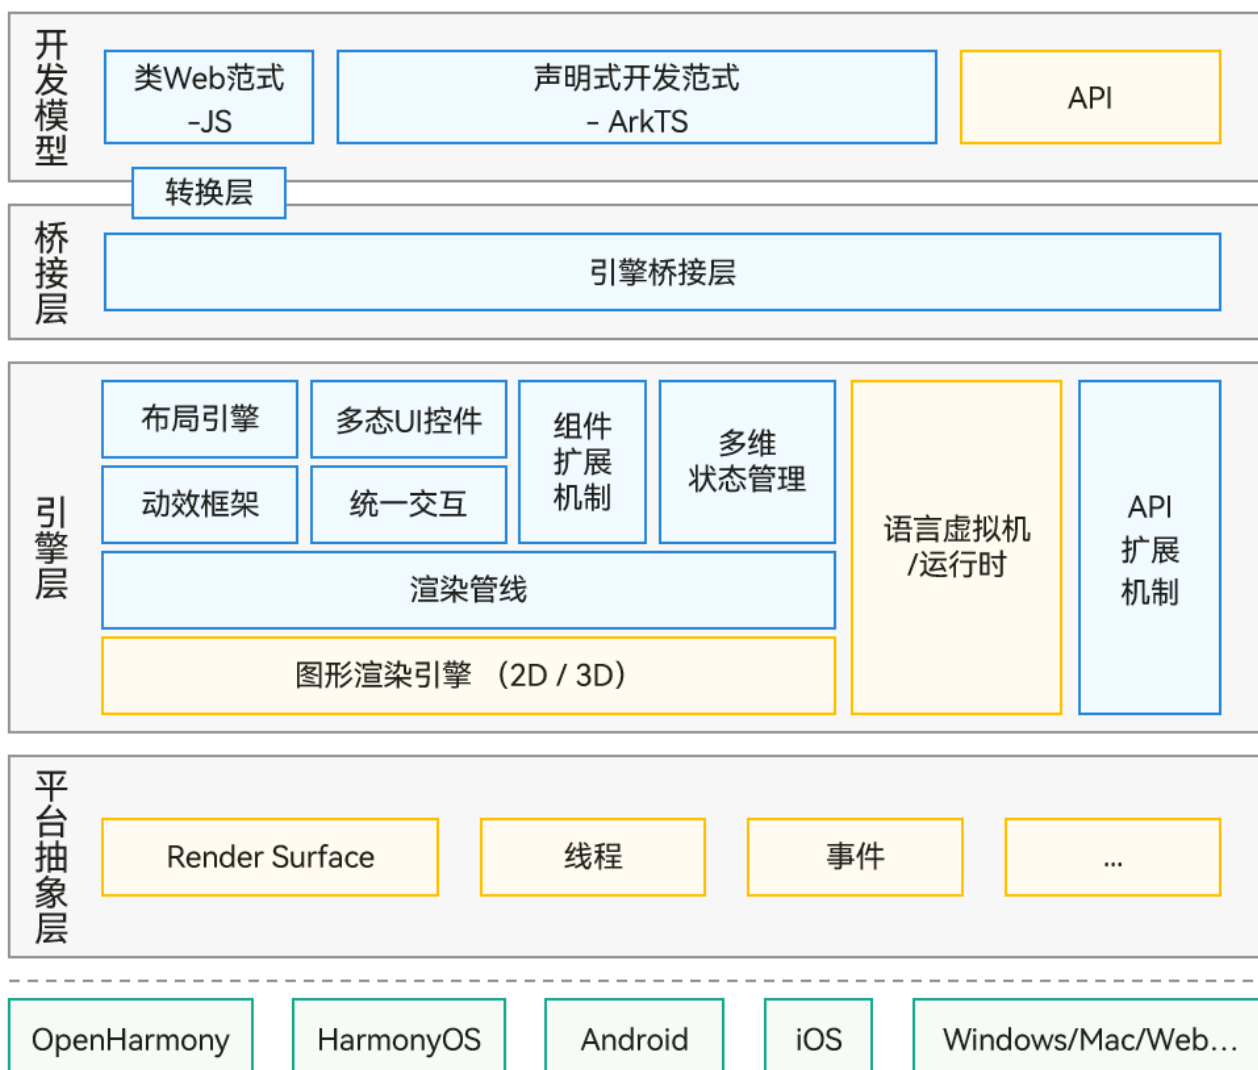 开发模型
类Web范式
-JS
声明式开发范式
- ArkTS
API
转换层
桥接层
引擎桥接层
引擎层
布局引擎
多态UI控件
组件
扩展
机制
多维
状态管理
动效框架
统一交互
语言虚拟机
/运行时
API
扩展
机制
渲染管线
图形渲染引擎 （2D / 3D）
平台抽象层
Render Surface
线程
事件
...
OpenHarmony
HarmonyOS
Android
iOS
Windows/Mac/Web...